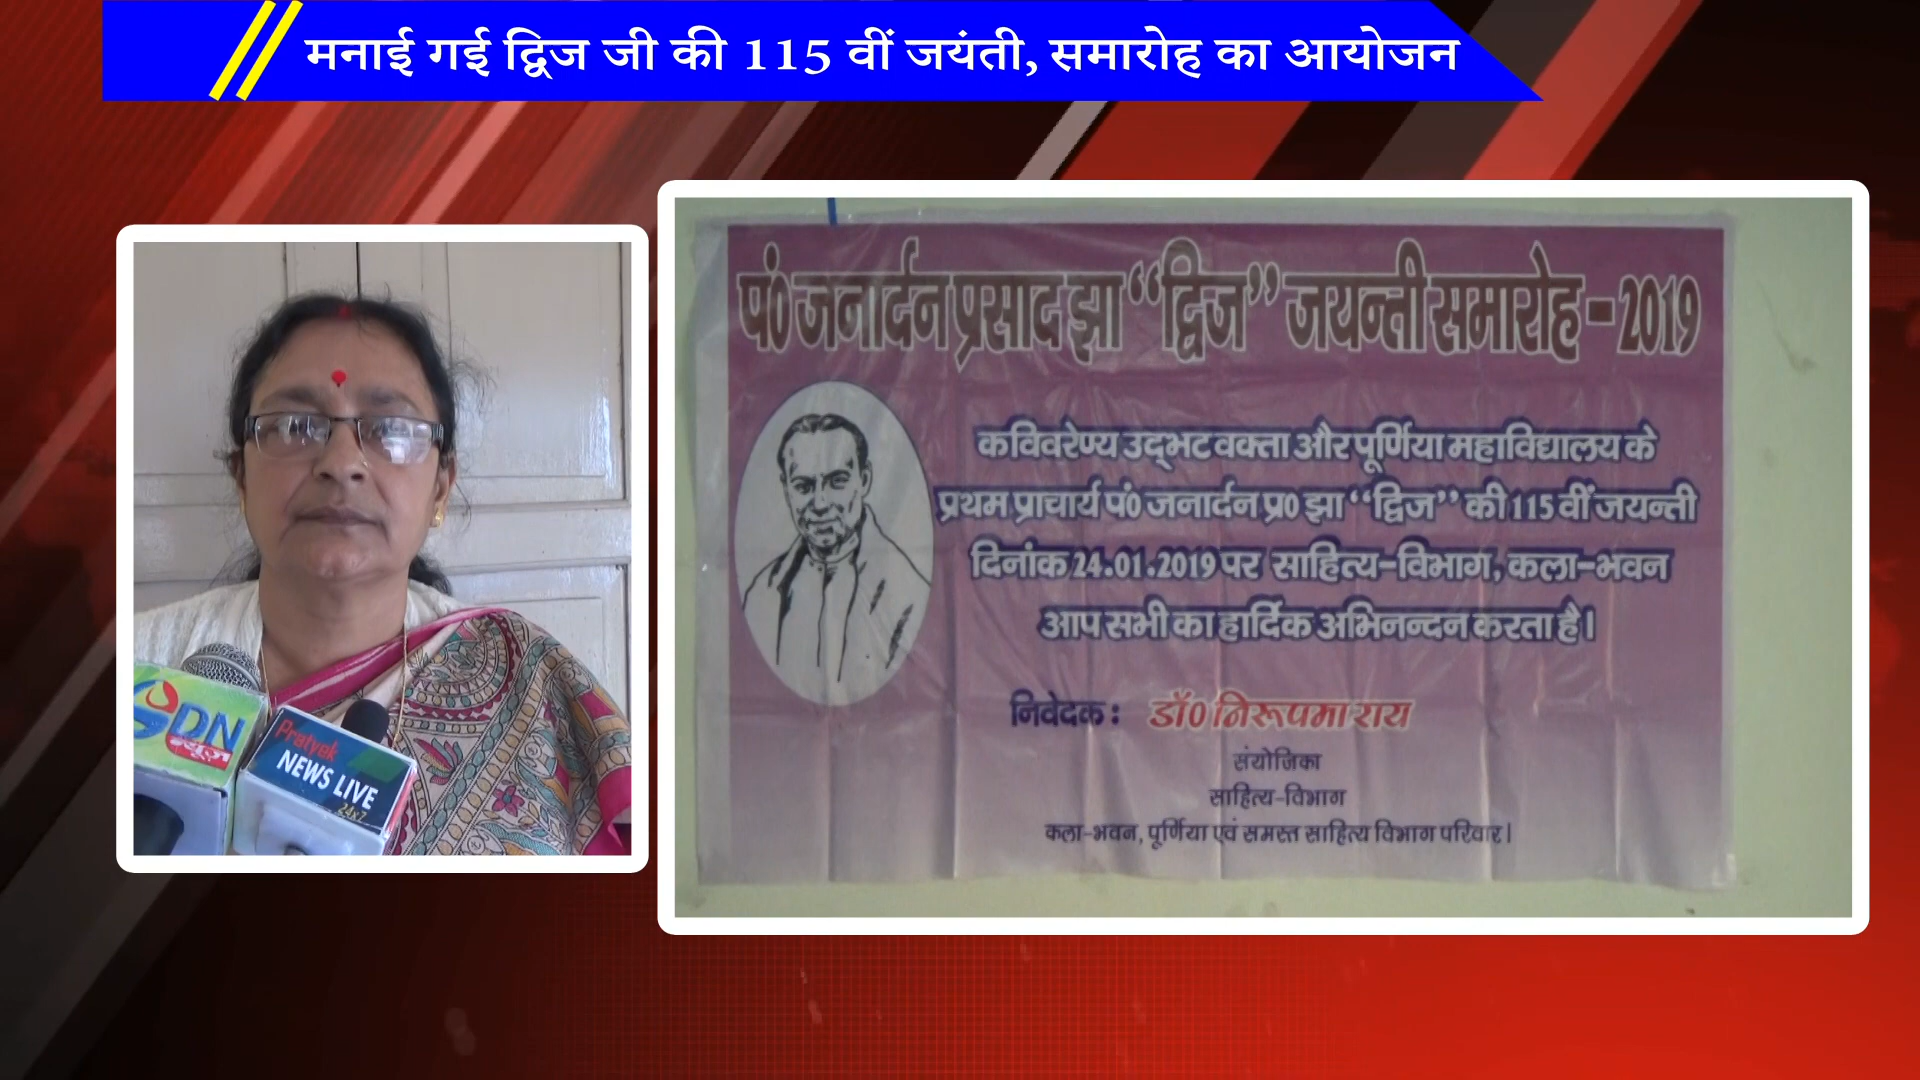 मनाई गई द्विज जी की 115 वीं जयंती, समारोह का आयोजन
पं० जनार्दन प्रसाद झा “द्विज” जयन्ती समारोह - 2019
कविवरेण्य उद्भट वक्ता और पूर्णिया महाविद्यालय के
प्रथम प्राचार्य पं० जनार्दन प्र० झा “द्विज” की 115 वीं जयन्ती
दिनांक 24.01.2019 पर साहित्य-विभाग, कला-भवन
आप सभी का हार्दिक अभिनन्दन करता है।
निवेदक : डॉ० निरूपमा राय
संयोजिका
साहित्य-विभाग
कला-भवन, पूर्णिया एवं समस्त साहित्य विभाग परिवार।
DN
न्यूज़
Pratyek
NEWS LIVE
24x7